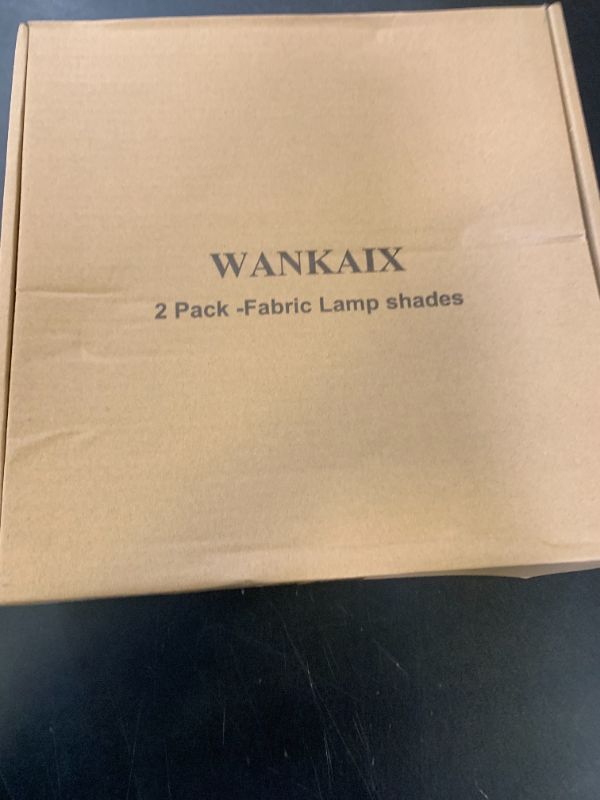 WANKAIX
2 Pack -Fabric Lamp shades